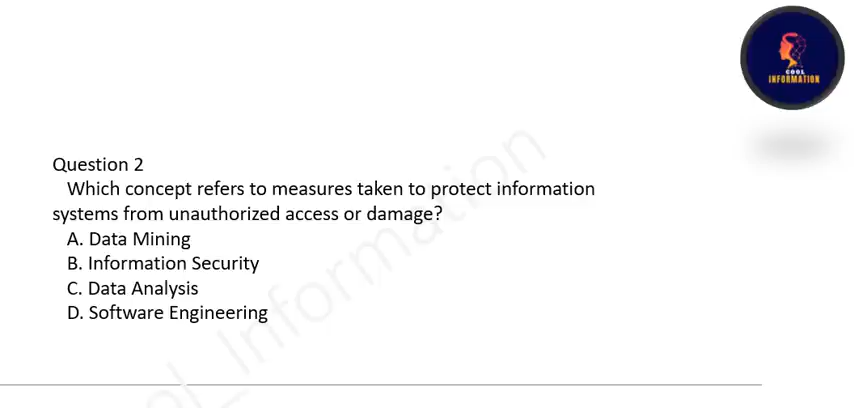 COOL
INFORMATION
Question 2
Which concept refers to measures taken to protect information
systems from unauthorized access or damage?
A. Data Mining
B. Information Security
C. Data Analysis
D. Software Engineering
_Information